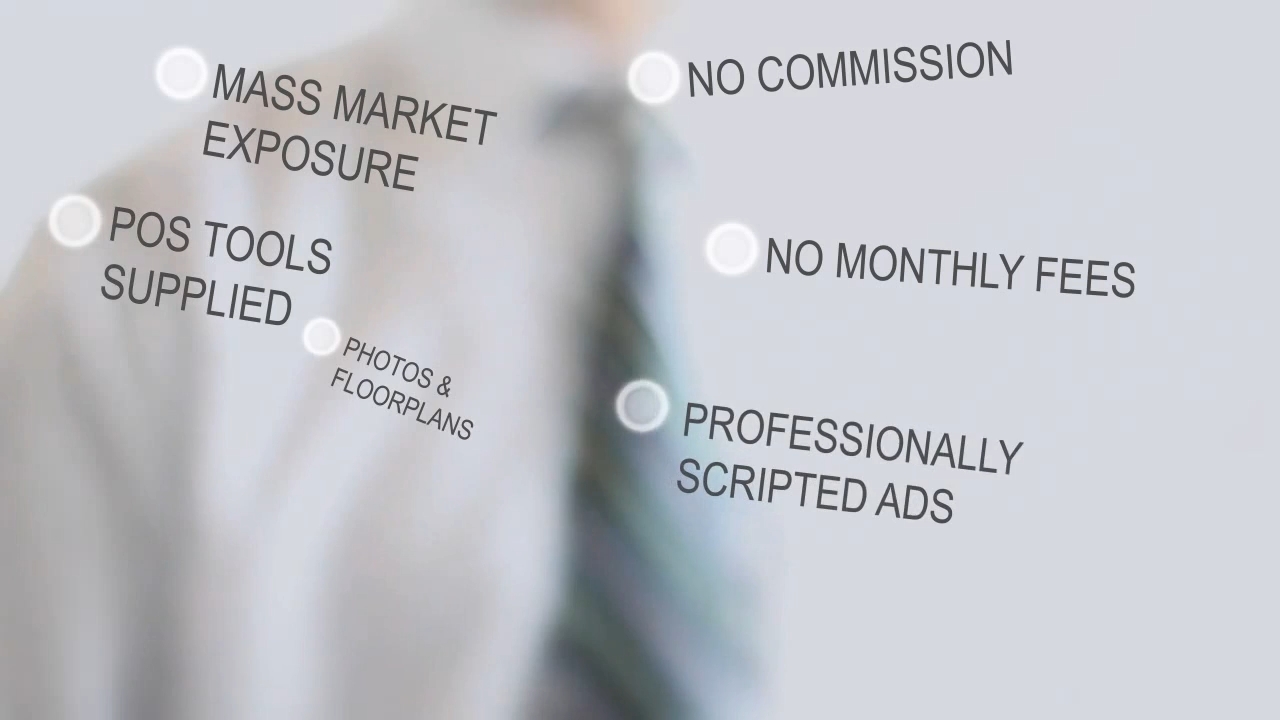 MASS MARKET
EXPOSURE
POS TOOLS
SUPPLIED
PHOTOS &
FLOORPLANS
NO COMMISSION
NO MONTHLY FEES
PROFESSIONALLY
SCRIPTED ADS